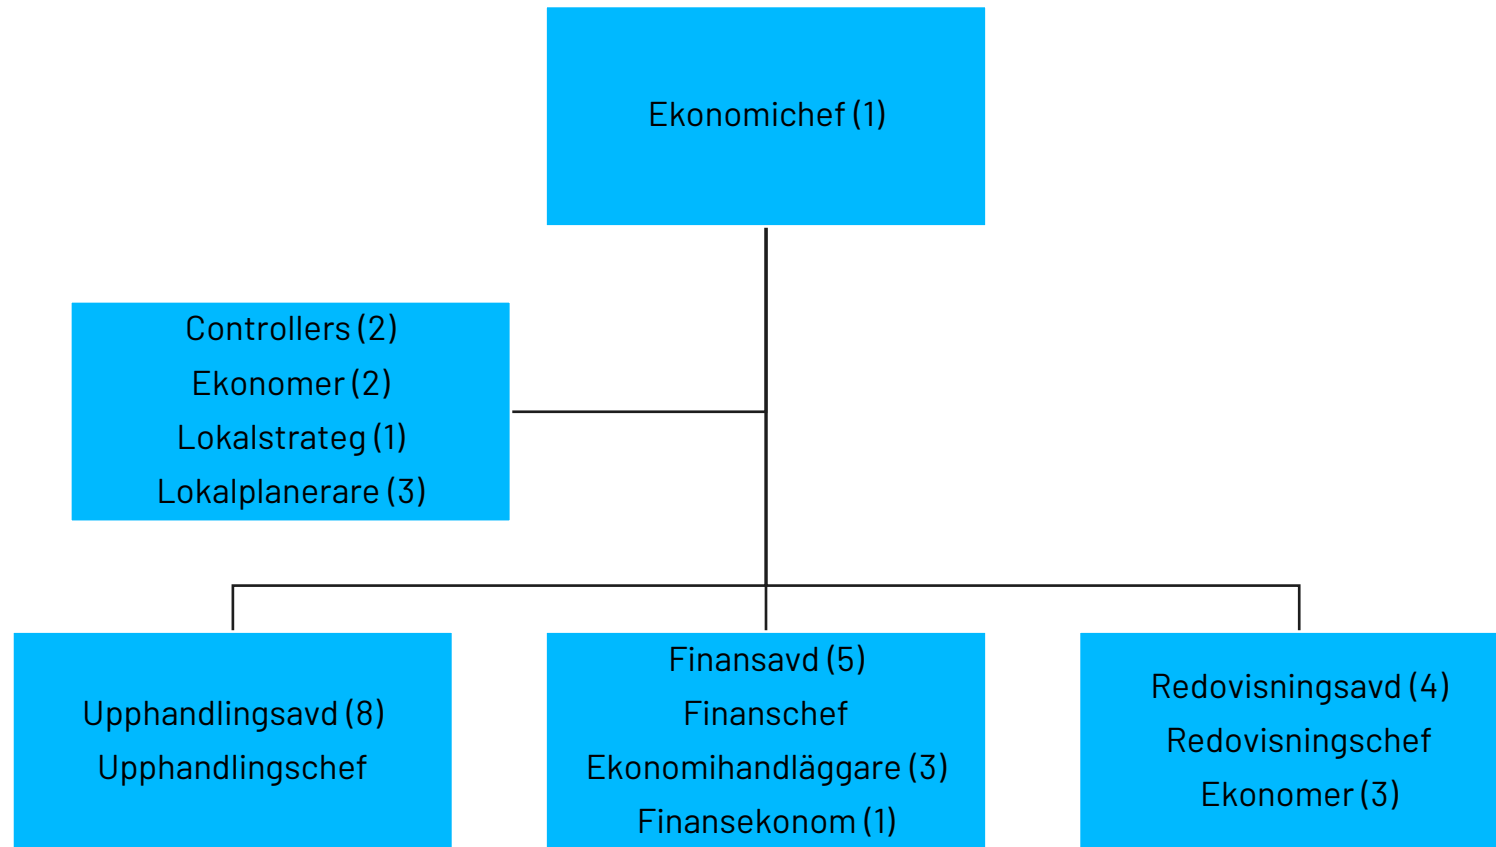 Ekonomichef (1)
Controllers (2)
Ekonomer (2)
Lokalstrateg (1)
Lokalplanerare (3)
Upphandlingsavd (8)
Upphandlingschef
Finansavd (5)
Finanschef
Ekonomihandläggare (3)
Finansekonom (1)
Redovisningsavd (4)
Redovisningschef
Ekonomer (3)